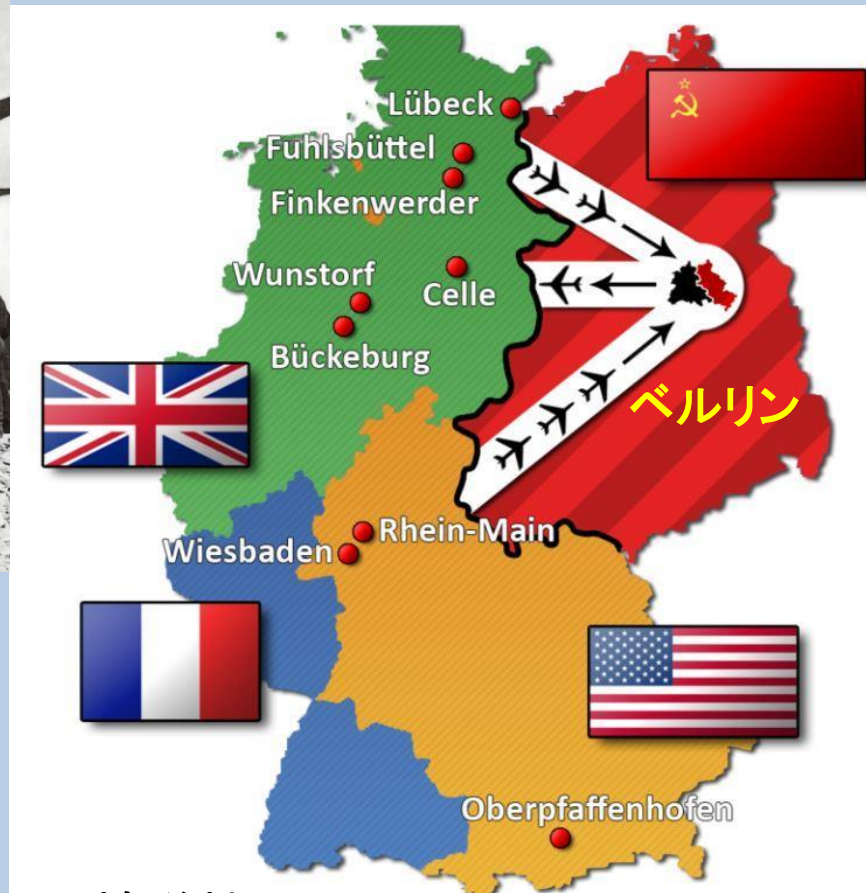 Lübeck
Fuhlsbüttel
Finkenwerder
Wunstorf
Celle
Bückeburg
ベルリン
Rhein-Main
Wiesbaden
Oberpfaffenhofen